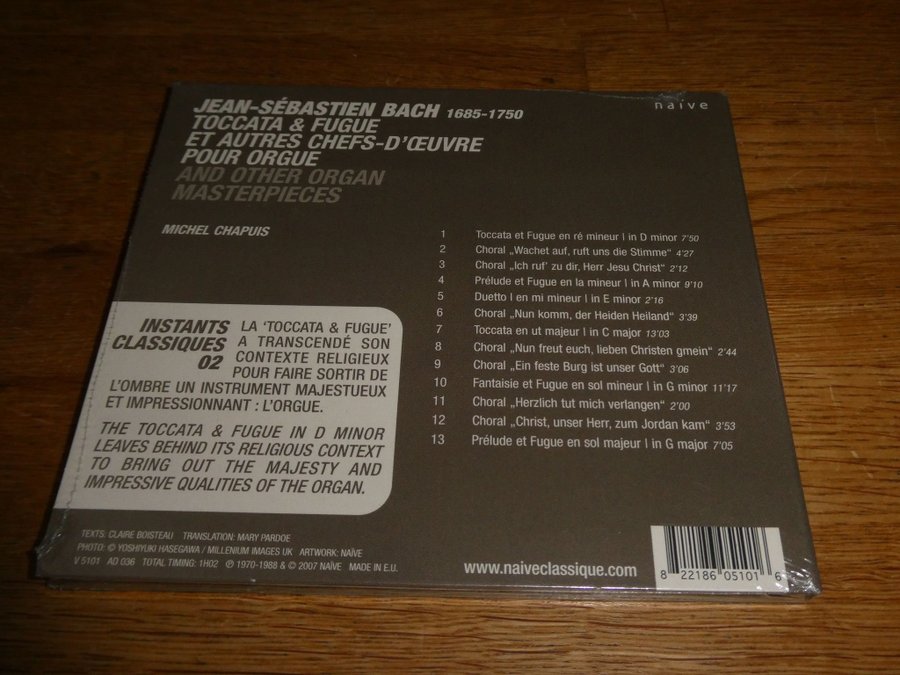 naïve
JEAN-SÉBASTIEN BACH 1685-1750
TOCCATA & FUGUE
ET AUTRES CHEFS-D'ŒUVRE
POUR ORGUE
AND OTHER ORGAN
MASTERPIECES
MICHEL CHAPUIS
1 Toccata et Fugue en ré mineur | in D minor 7'50
2 Choral „Wachet auf, ruft uns die Stimme“ 4'27
3 Choral „Ich ruf' zu dir, Herr Jesu Christ“ 2'12
4 Prélude et Fugue en la mineur | in A minor 9'10
5 Duetto I en mi mineur | in E minor 2'16
6 Choral „Nun komm, der Heiden Heiland“ 3'39
7 Toccata en ut majeur | in C major 13'03
8 Choral „Nun freut euch, lieben Christen gmein“ 2'44
9 Choral „Ein feste Burg ist unser Gott“ 3'06
10 Fantaisie et Fugue en sol mineur | in G minor 11'17
11 Choral „Herzlich tut mich verlangen“ 2'00
12 Choral „Christ, unser Herr, zum Jordan kam“ 3'53
13 Prélude et Fugue en sol majeur | in G major 7'05
INSTANTS
CLASSIQUES
02
LA 'TOCCATA & FUGUE'
A TRANSCENDÉ SON
CONTEXTE RELIGIEUX
POUR FAIRE SORTIR DE
L'OMBRE UN INSTRUMENT MAJESTUEUX
ET IMPRESSIONNANT : L'ORGUE.
THE TOCCATA & FUGUE IN D MINOR
LEAVES BEHIND ITS RELIGIOUS CONTEXT
TO BRING OUT THE MAJESTY AND
IMPRESSIVE QUALITIES OF THE ORGAN.
TEXTS: CLAIRE BOISTEAU TRANSLATION: MARY PARDOE
PHOTO: © YOSHIYUKI HASEGAWA / MILLENIUM IMAGES UK ARTWORK: NAÏVE
V 5101 AD 036 TOTAL TIMING: 1H02 ℗ 1970-1988 & © 2007 NAÏVE MADE IN E.U.
www.naiveclassique.com
8 22186 05101 6